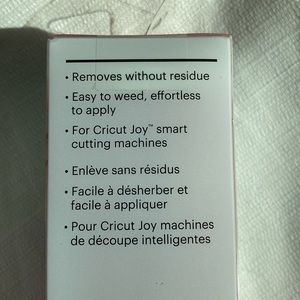 • Removes without residue
• Easy to weed, effortless
to apply
• For Cricut Joy™ smart
cutting machines
• Enlève sans résidus
• Facile à désherber et
facile à appliquer
• Pour Cricut Joy machines
de découpe intelligentes